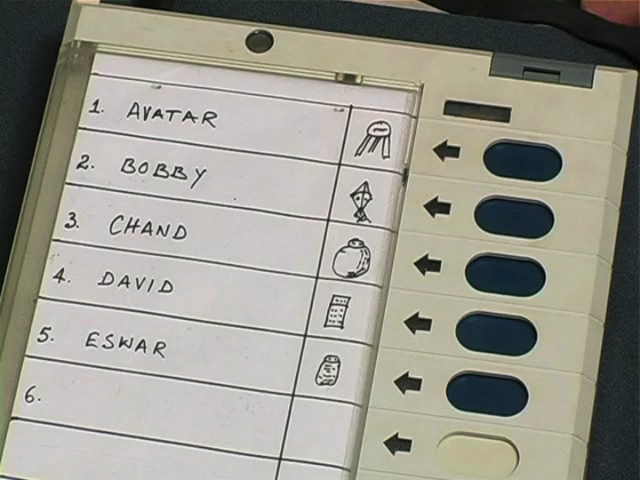 1. AVATAR
2. BOBBY
3. CHAND
4. DAVID
5. ESWAR
6.